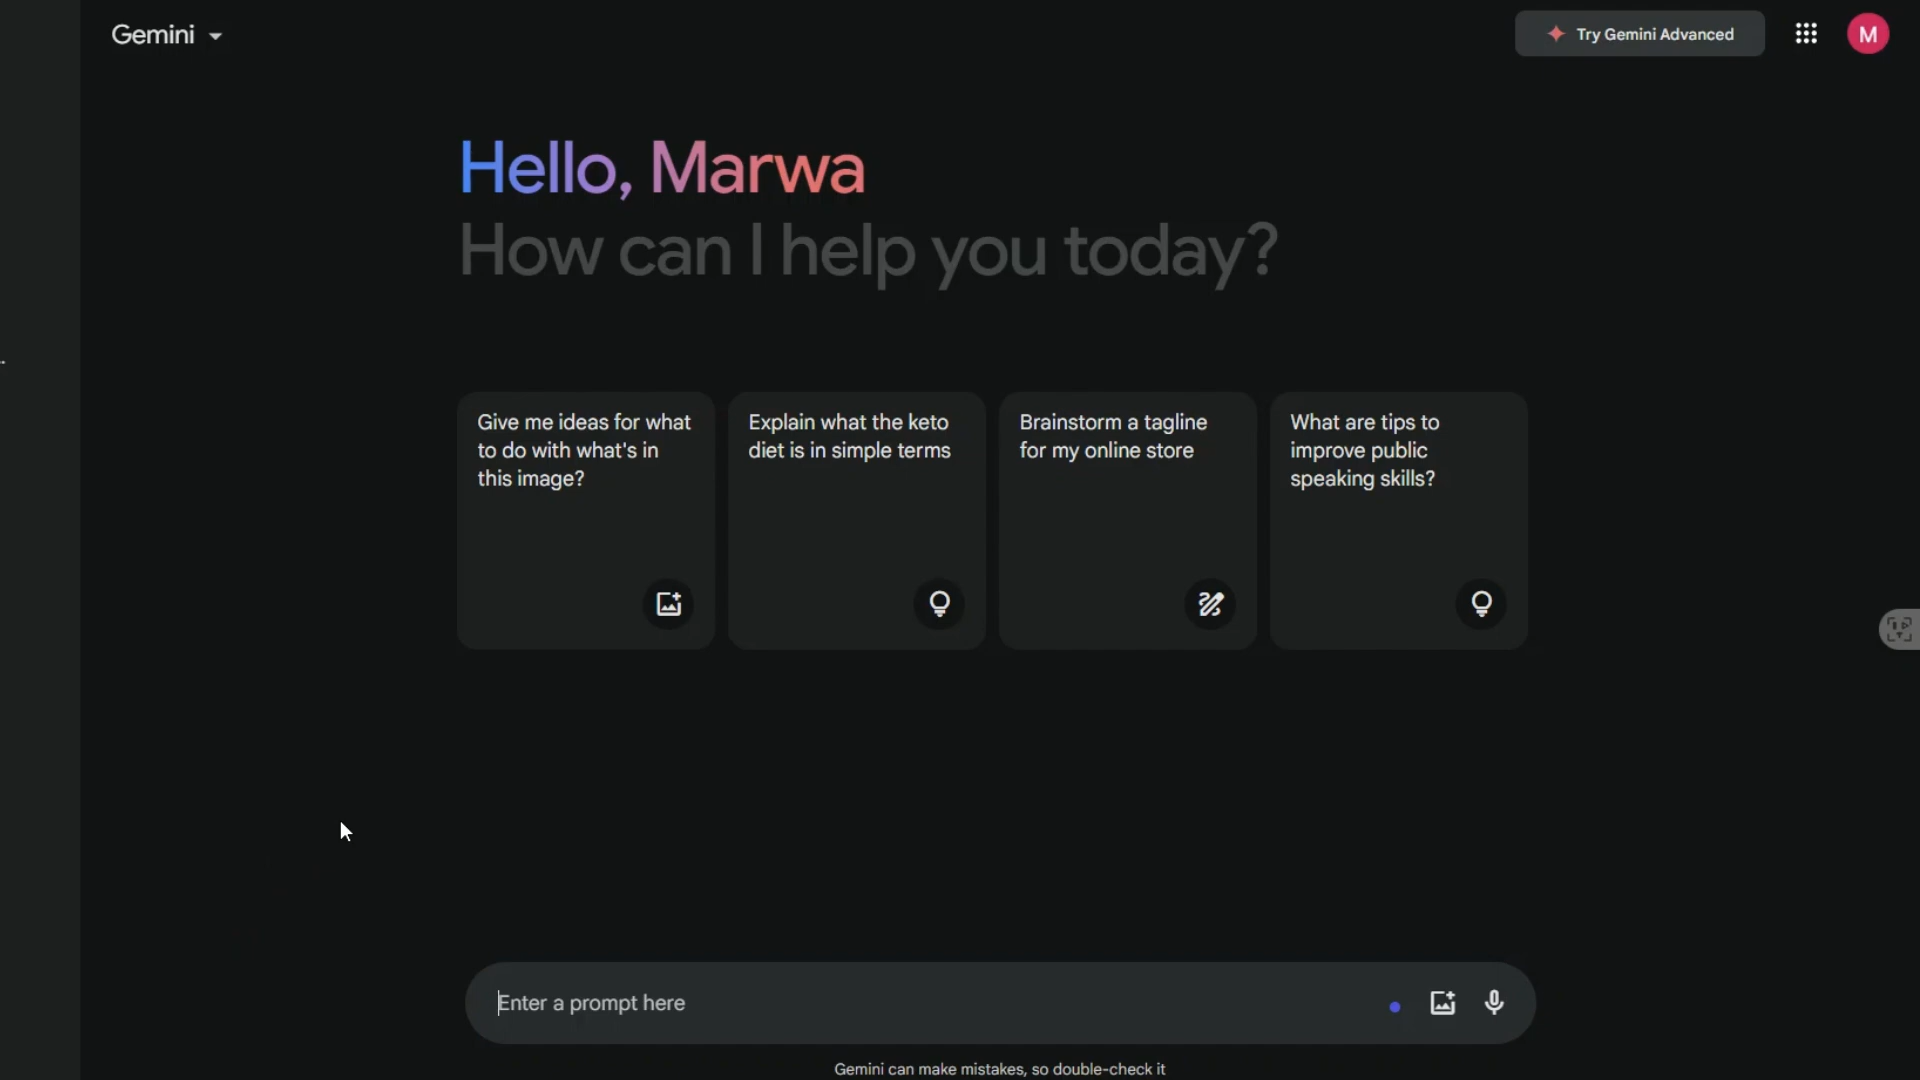 Gemini
Try Gemini Advanced
M
Hello, Marwa
How can I help you today?
Give me ideas for what
to do with what's in
this image?
Explain what the keto
diet is in simple terms
Brainstorm a tagline
for my online store
What are tips to
improve public
speaking skills?
Enter a prompt here
Gemini can make mistakes, so double-check it